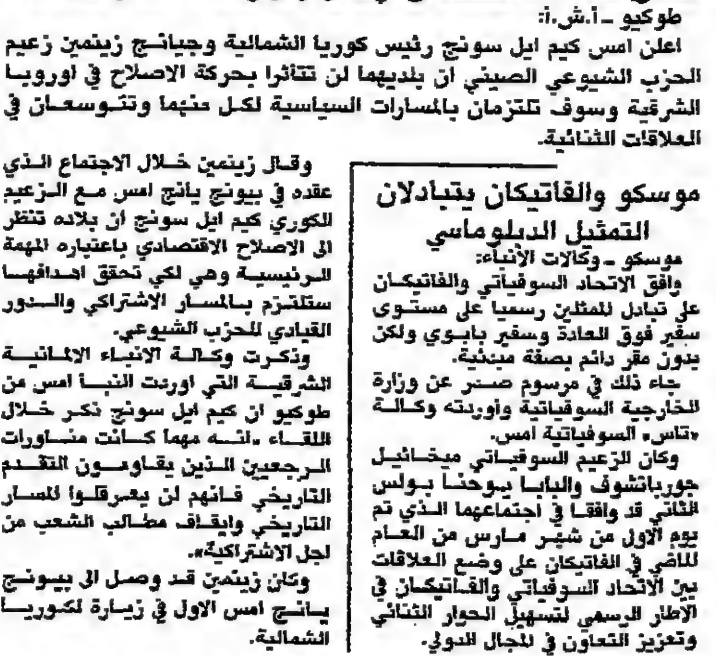 طوكيو ـ أ.ش.أ:
اعلن امس كيم ايل سونج رئيس كوريا الشمالية وجيانج زينمين زعيم
الحزب الشيوعي الصيني أن بلديهما لن تتأثرا بحركة الاصلاح في اوروبا
الشرقية وسوف تلتزمان بالمسارات السياسية لكل منهما وتتوسعان في
العلاقات الثنائية.
وقال زينمين خلال الاجتماع الذي
عقده في بيونج يانج امس مع الزعيم
الكوري كيم ايل سونج أن بلاده تنظر
الى الاصلاح الاقتصادي باعتباره المهمة
الرئيسية وهي لكي تحقق اهدافها
ستلتزم بالمسار الاشتراكي والدور
القيادي للحزب الشيوعي.
وذكرت وكالة الانباء الالمانية
الشرقية التي اوردت النبأ امس من
طوكيو ان كيم ايل سونج ذكر خلال
اللقاء «انه مهما كانت مناورات
الرجعيين الذين يقاومون التقدم
التاريخي فانهم لن يعرقلوا المسار
التاريخي وايقاف مطالب الشعب من
اجل الاشتراكية».
وكان زينمين قد وصل الى بيونج
يانج امس الاول في زيارة لكوريا
الشمالية.
موسكو والفاتيكان يتبادلان
التمثيل الدبلوماسي
موسكو ـ وكالات الأنباء:
وافق الاتحاد السوفياتي والفاتيكان
على تبادل الممثلين رسميا على مستوى
سفير فوق العادة وسفير بابوي ولكن
بدون مقر دائم بصفة مبدئية.
جاء ذلك في مرسوم صدر عن وزارة
الخارجية السوفياتية واوردته وكالة
«تاس» السوفياتية امس.
وكان الزعيم السوفياتي ميخائيل
جورباتشوف والبابا يوحنا بولس
الثاني قد وافقا في اجتماعهما الذي تم
يوم الاول من شهر مارس من العام
الماضي في الفاتيكان على وضع العلاقات
بين الاتحاد السوفياتي والفاتيكان في
الاطار الرسمي لتسهيل الحوار الثنائي
وتعزيز التعاون في المجال الدولي.